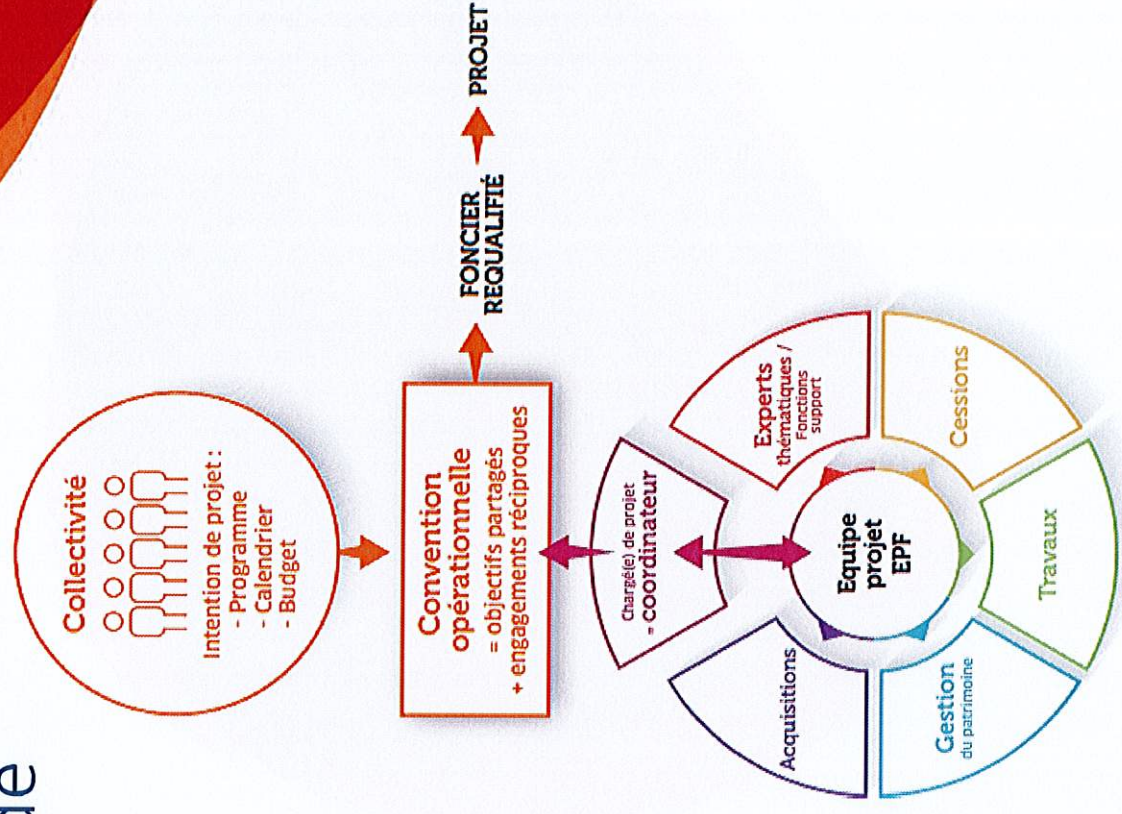 Collectivité
Intention de projet :
- Programme
- Calendrier
- Budget
Convention
opérationnelle
= objectifs partagés
+ engagements réciproques
FONCIER
REQUALIFIÉ
PROJET
Chargé(e) de projet
= coordinateur
Experts
thématiques /
Fonctions
support
Cessions
Travaux
Gestion
du patrimoine
Acquisitions
Equipe
projet
EPF